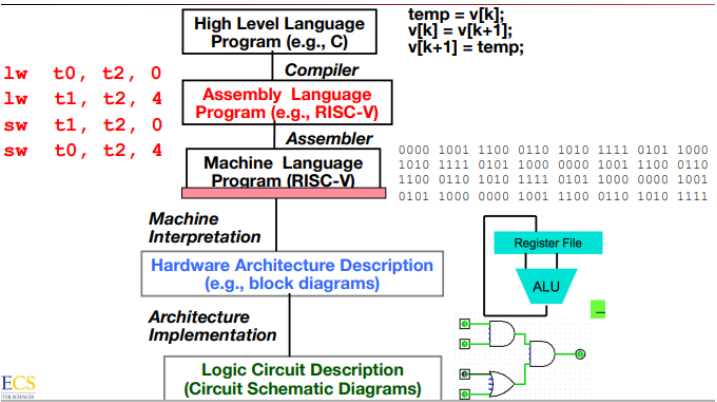 High Level Language
Program (e.g., C)
temp = v[k];
v[k] = v[k+1];
v[k+1] = temp;
Compiler
lw t0, t2, 0
lw t1, t2, 4
sw t1, t2, 0
sw t0, t2, 4
Assembly Language
Program (e.g., RISC-V)
Assembler
Machine Language
Program (RISC-V)
0000 1001 1100 0110 1010 1111 0101 1000
1010 1111 0101 1000 0000 1001 1100 0110
1100 0110 1010 1111 0101 1000 0000 1001
0101 1000 0000 1001 1100 0110 1010 1111
Machine
Interpretation
Register File
ALU
Hardware Architecture Description
(e.g., block diagrams)
Architecture
Implementation
Logic Circuit Description
(Circuit Schematic Diagrams)
ECS